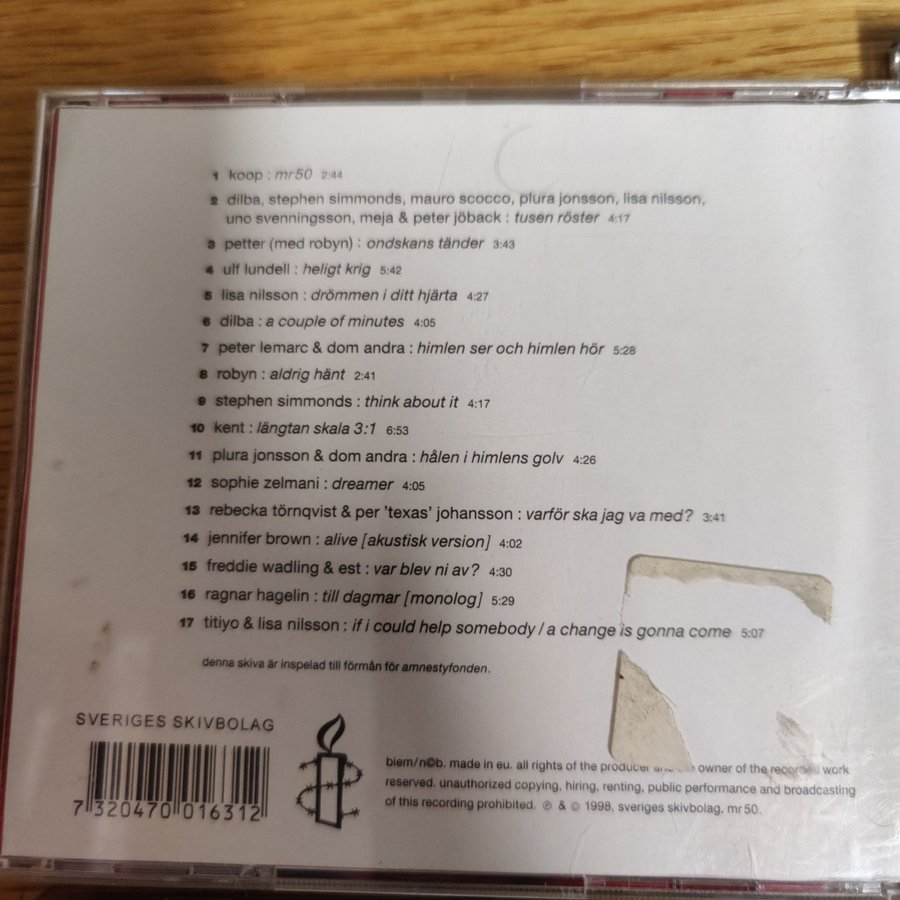 1 koop : mr50 2:44
2 dilba, stephen simmonds, mauro scocco, plura jonsson, lisa nilsson,
uno svenningsson, meja & peter jöback : tusen röster 4:17
3 petter (med robyn) : ondskans tänder 3:43
4 ulf lundell : heligt krig 5:42
5 lisa nilsson : drömmen i ditt hjärta 4:27
6 dilba : a couple of minutes 4:05
7 peter lemarc & dom andra : himlen ser och himlen hör 5:28
8 robyn : aldrig hänt 2:41
9 stephen simmonds : think about it 4:17
10 kent : längtan skala 3:1 6:53
11 plura jonsson & dom andra : hålen i himlens golv 4:26
12 sophie zelmani : dreamer 4:05
13 rebecka törnqvist & per 'texas' johansson : varför ska jag va med? 3:41
14 jennifer brown : alive [akustisk version] 4:02
15 freddie wadling & est : var blev ni av? 4:30
16 ragnar hagelin : till dagmar [monolog] 5:29
17 titiyo & lisa nilsson : if i could help somebody / a change is gonna come 5:07
denna skiva är inspelad till förmån för amnestyfonden.
SVERIGES SKIVBOLAG
7 320470 016312
biem/n©b. made in eu. all rights of the producer and the owner of the recorded work
reserved. unauthorized copying, hiring, renting, public performance and broadcasting
of this recording prohibited. ℗ & © 1998, sveriges skivbolag. mr50.